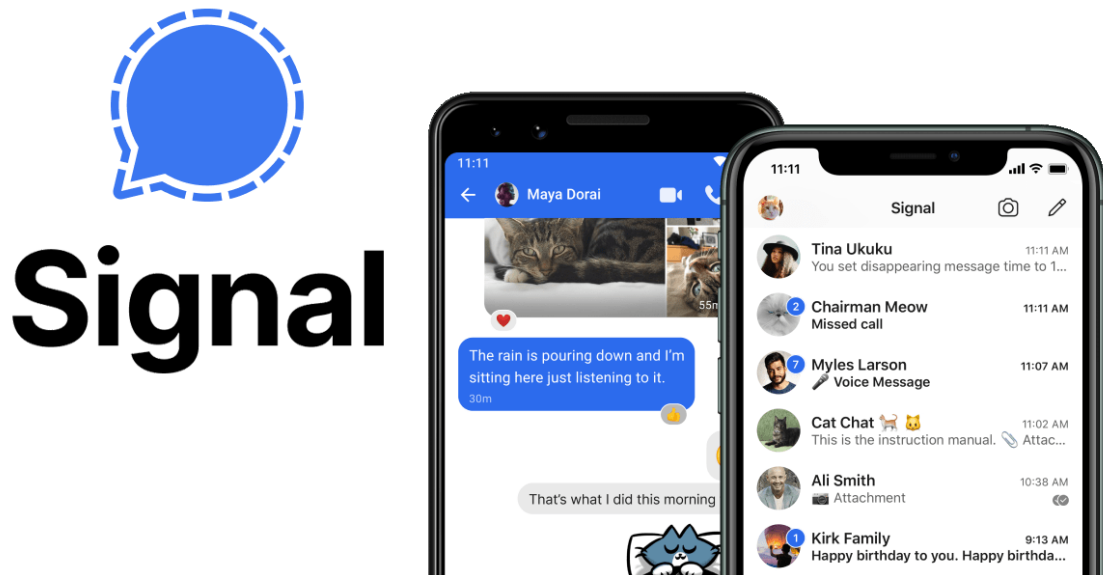 Signal
11:11
Maya Dorai
The rain is pouring down and I'm
sitting here just listening to it.
30m
That's what I did this morning
11:11
Signal
Tina Ukuku
11:11 AM
You set disappearing message time to 1...
2
Chairman Meow
11:11 AM
Missed call
7
Myles Larson
11:07 AM
Voice Message
Cat Chat 🐈 🐱
11:02 AM
This is the instruction manual. 📎 Attac...
Ali Smith
10:38 AM
📷 Attachment
1
Kirk Family
9:13 AM
Happy birthday to you. Happy birthda...